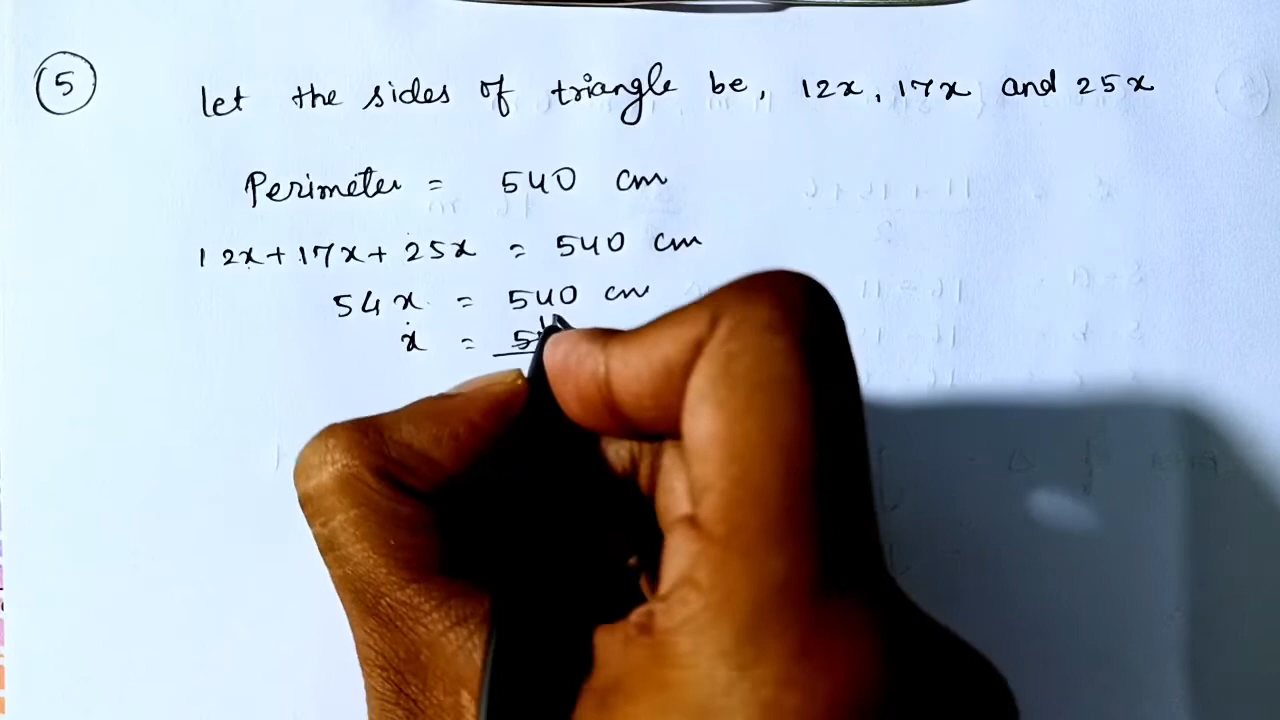 5 let the sides of triangle be, 12x, 17x and 25x
Perimeter = 540 cm
12x + 17x + 25x = 540 cm
54x = 540 cm
x =